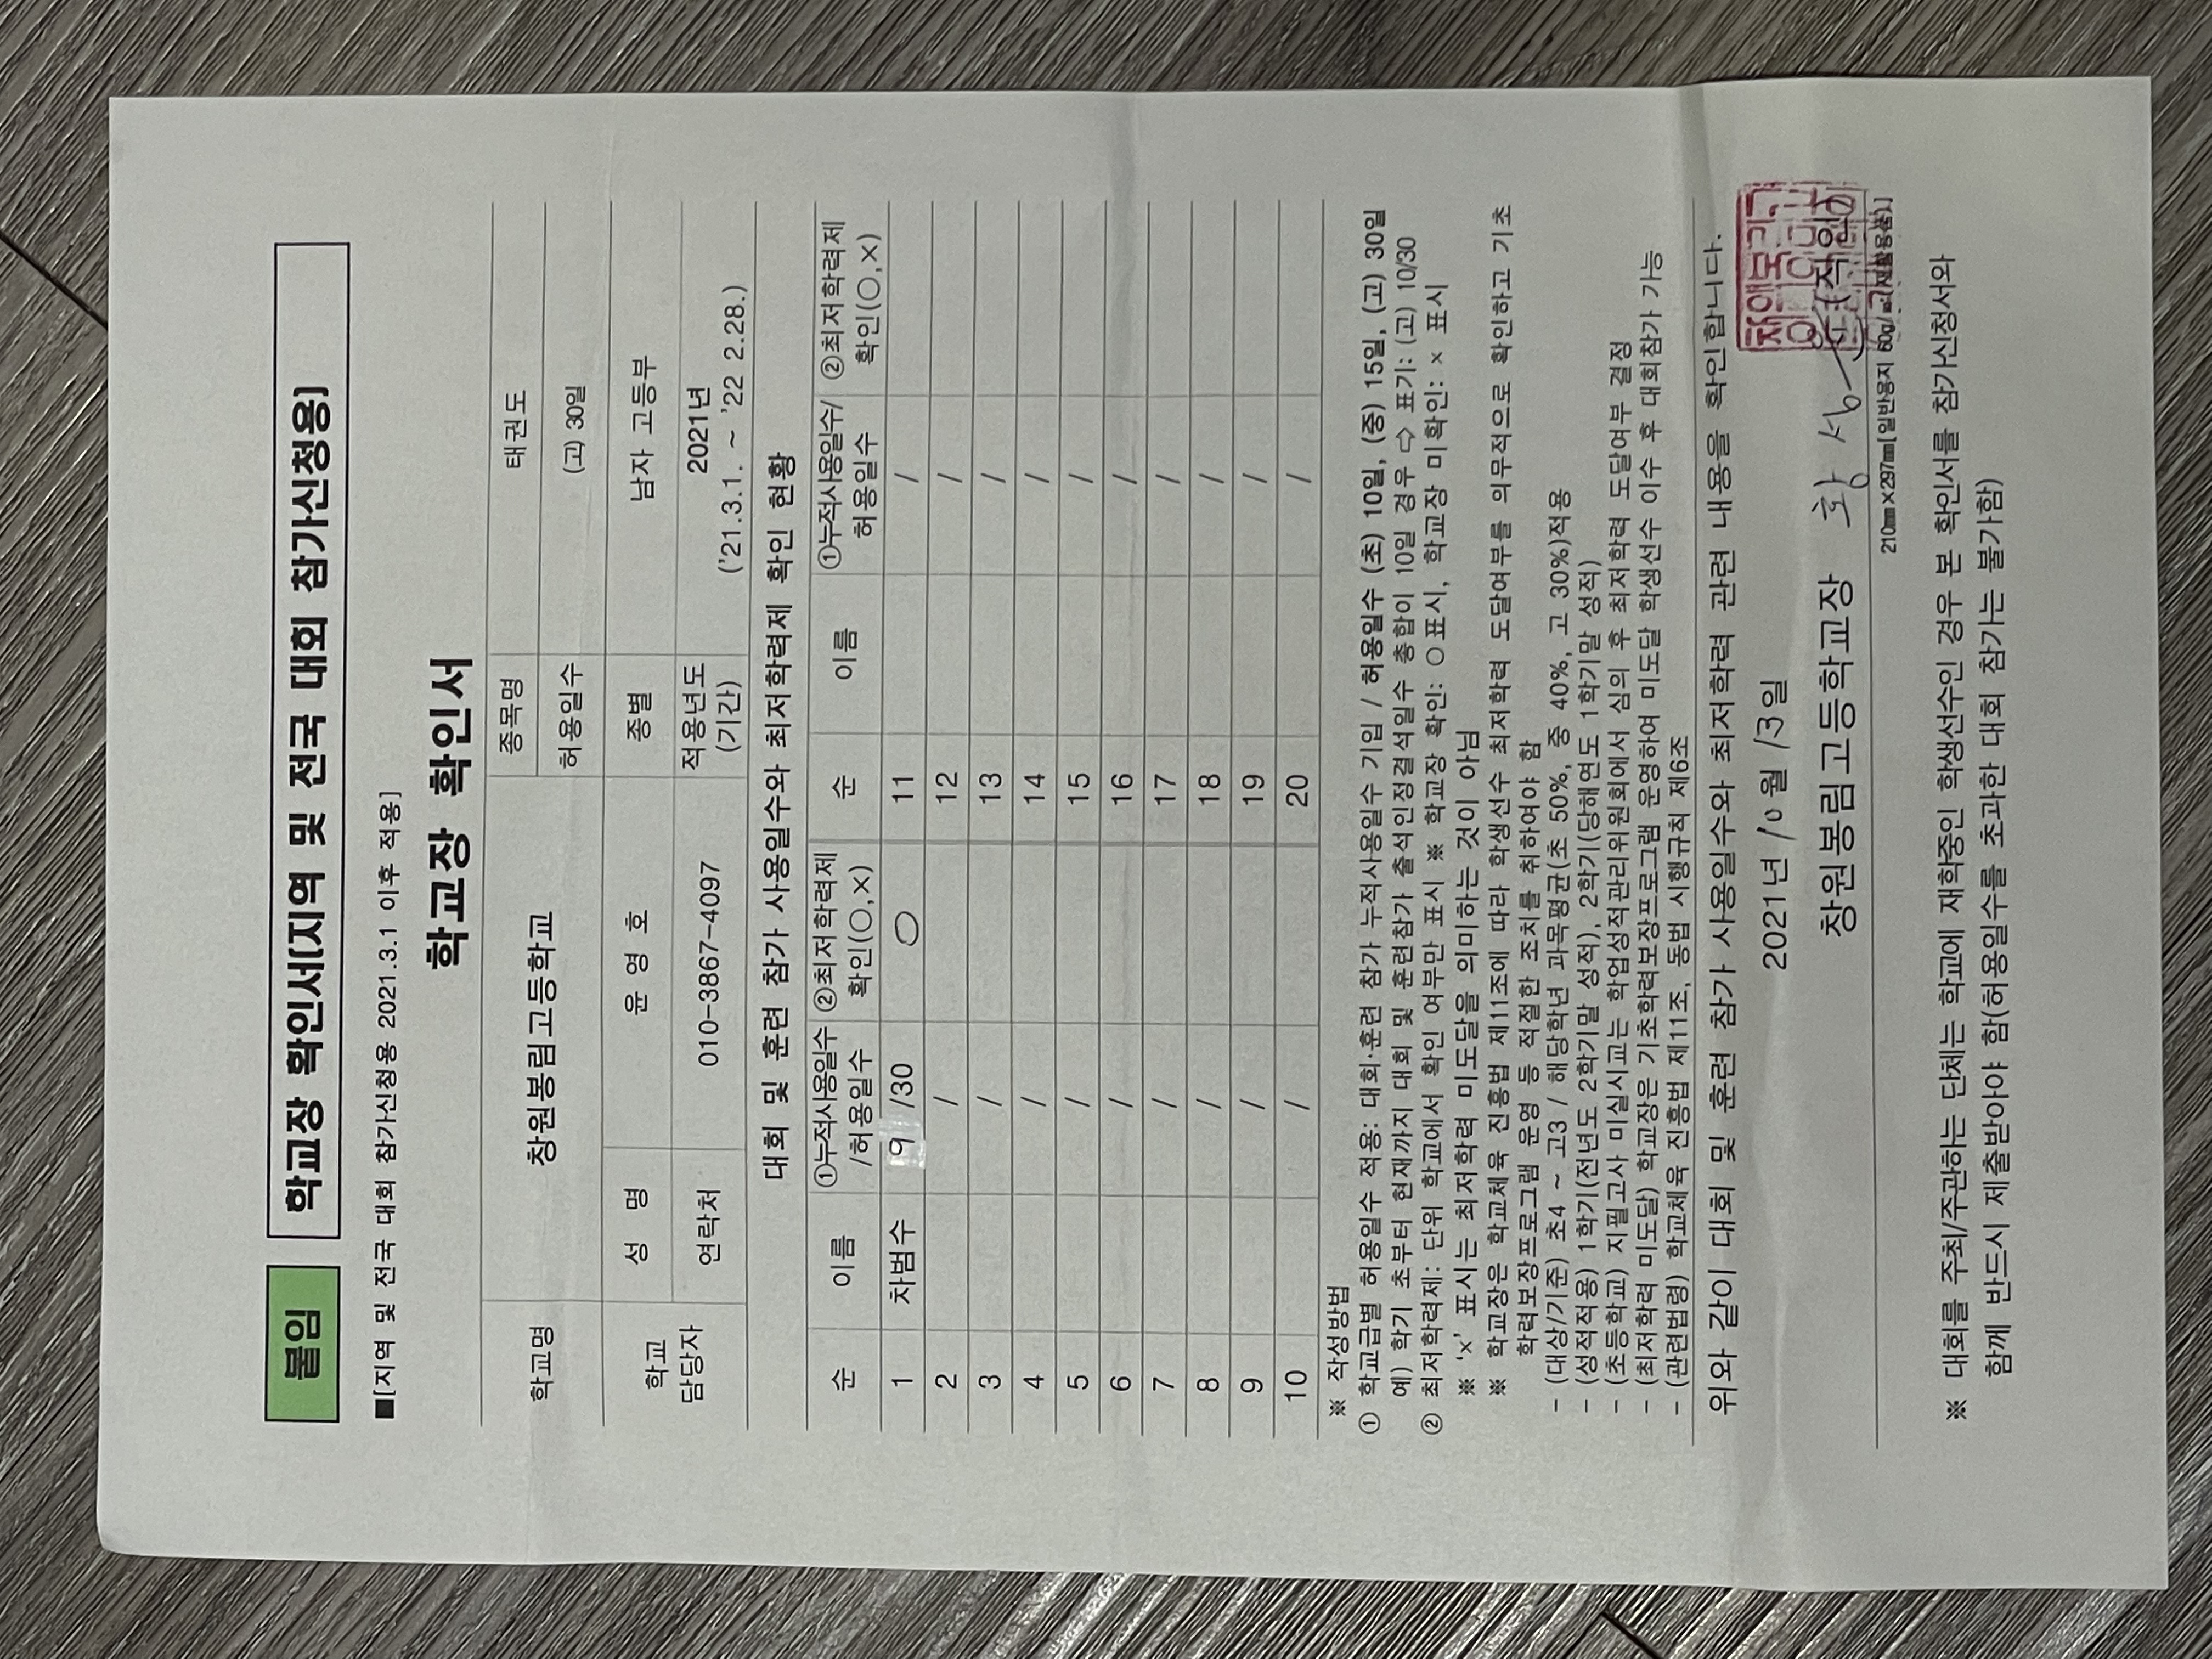 붙임 학교장 확인서(지역 및 전국 대회 참가신청용)
■[지역 및 전국 대회 참가신청용 2021.3.1 이후 적용]
학교장 확인서
학교명 창원봉림고등학교 종목명 태권도
허용일수 (고) 30일
학교 담당자 성 명 윤 영 호 종별 남자 고등부
연락처 010-3867-4097 적용년도 (기간) 2021년
('21.3.1. ~ '22 2.28.)
대회 및 훈련 참가 사용일수와 최저학력제 확인 현황
순 이름 ①누적사용일수 /허용일수 ②최저학력제 확인(○,×) 순 이름 ①누적사용일수/ 허용일수 ②최저학력제 확인(○,×)
1 차범수 9 /30 ○ 11 /
2 / 12 /
3 / 13 /
4 / 14 /
5 / 15 /
6 / 16 /
7 / 17 /
8 / 18 /
9 / 19 /
10 / 20 /
※ 작성방법
① 학교급별 허용일수 적용: 대회·훈련 참가 누적사용일수 기입 / 허용일수 (초) 10일, (중) 15일, (고) 30일
예) 학기 초부터 현재까지 대회 및 훈련참가 출석인정결석일수 총합이 10일 경우 ⇨ 표기: (고) 10/30
② 최저학력제: 단위 학교에서 확인 여부만 표시 ※ 학교장 확인: ○표시, 학교장 미확인: × 표시
※ '×' 표시는 최저학력 미도달을 의미하는 것이 아님
※ 학교장은 학교체육 진흥법 제11조에 따라 학생선수 최저학력 도달여부를 의무적으로 확인하고 기초
학력보장프로그램 운영 등 적절한 조치를 취하여야 함
- (대상/기준) 초4 ~ 고3 / 해당학년 과목평균(초 50%, 중 40%, 고 30%)적용
- (성적적용) 1학기(전년도 2학기말 성적), 2학기(당해연도 1학기말 성적)
- (초등학교) 지필고사 미실시교는 학업성적관리위원회에서 심의 후 최저학력 도달여부 결정
- (최저학력 미도달) 학교장은 기초학력보장프로그램 운영하여 미도달 학생선수 이수 후 대회참가 가능
- (관련법령) 학교체육 진흥법 제11조, 동법 시행규칙 제6조
위와 같이 대회 및 훈련 참가 사용일수와 최저학력 관련 내용을 확인합니다.
2021년 10월 13일
창원봉림고등학교장
210㎜×297㎜[일반용지 60g/㎡(재활용품)]
※ 대회를 주최/주관하는 단체는 학교에 재학중인 학생선수인 경우 본 확인서를 참가신청서와
함께 반드시 제출받아야 함(허용일수를 초과한 대회 참가는 불가함)